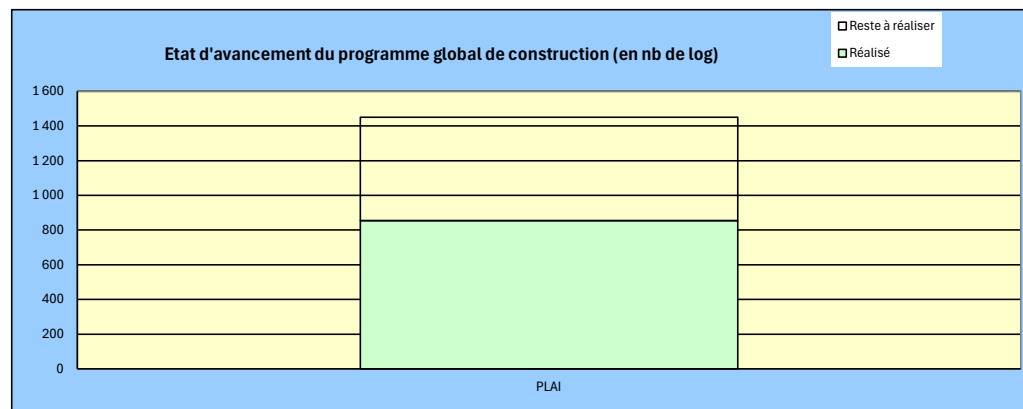 Etat d'avancement du programme global de construction (en nb de log)
Reste à réaliser
Réalisé
1 600
1 400
1 200
1 000
800
600
400
200
0
PLAI